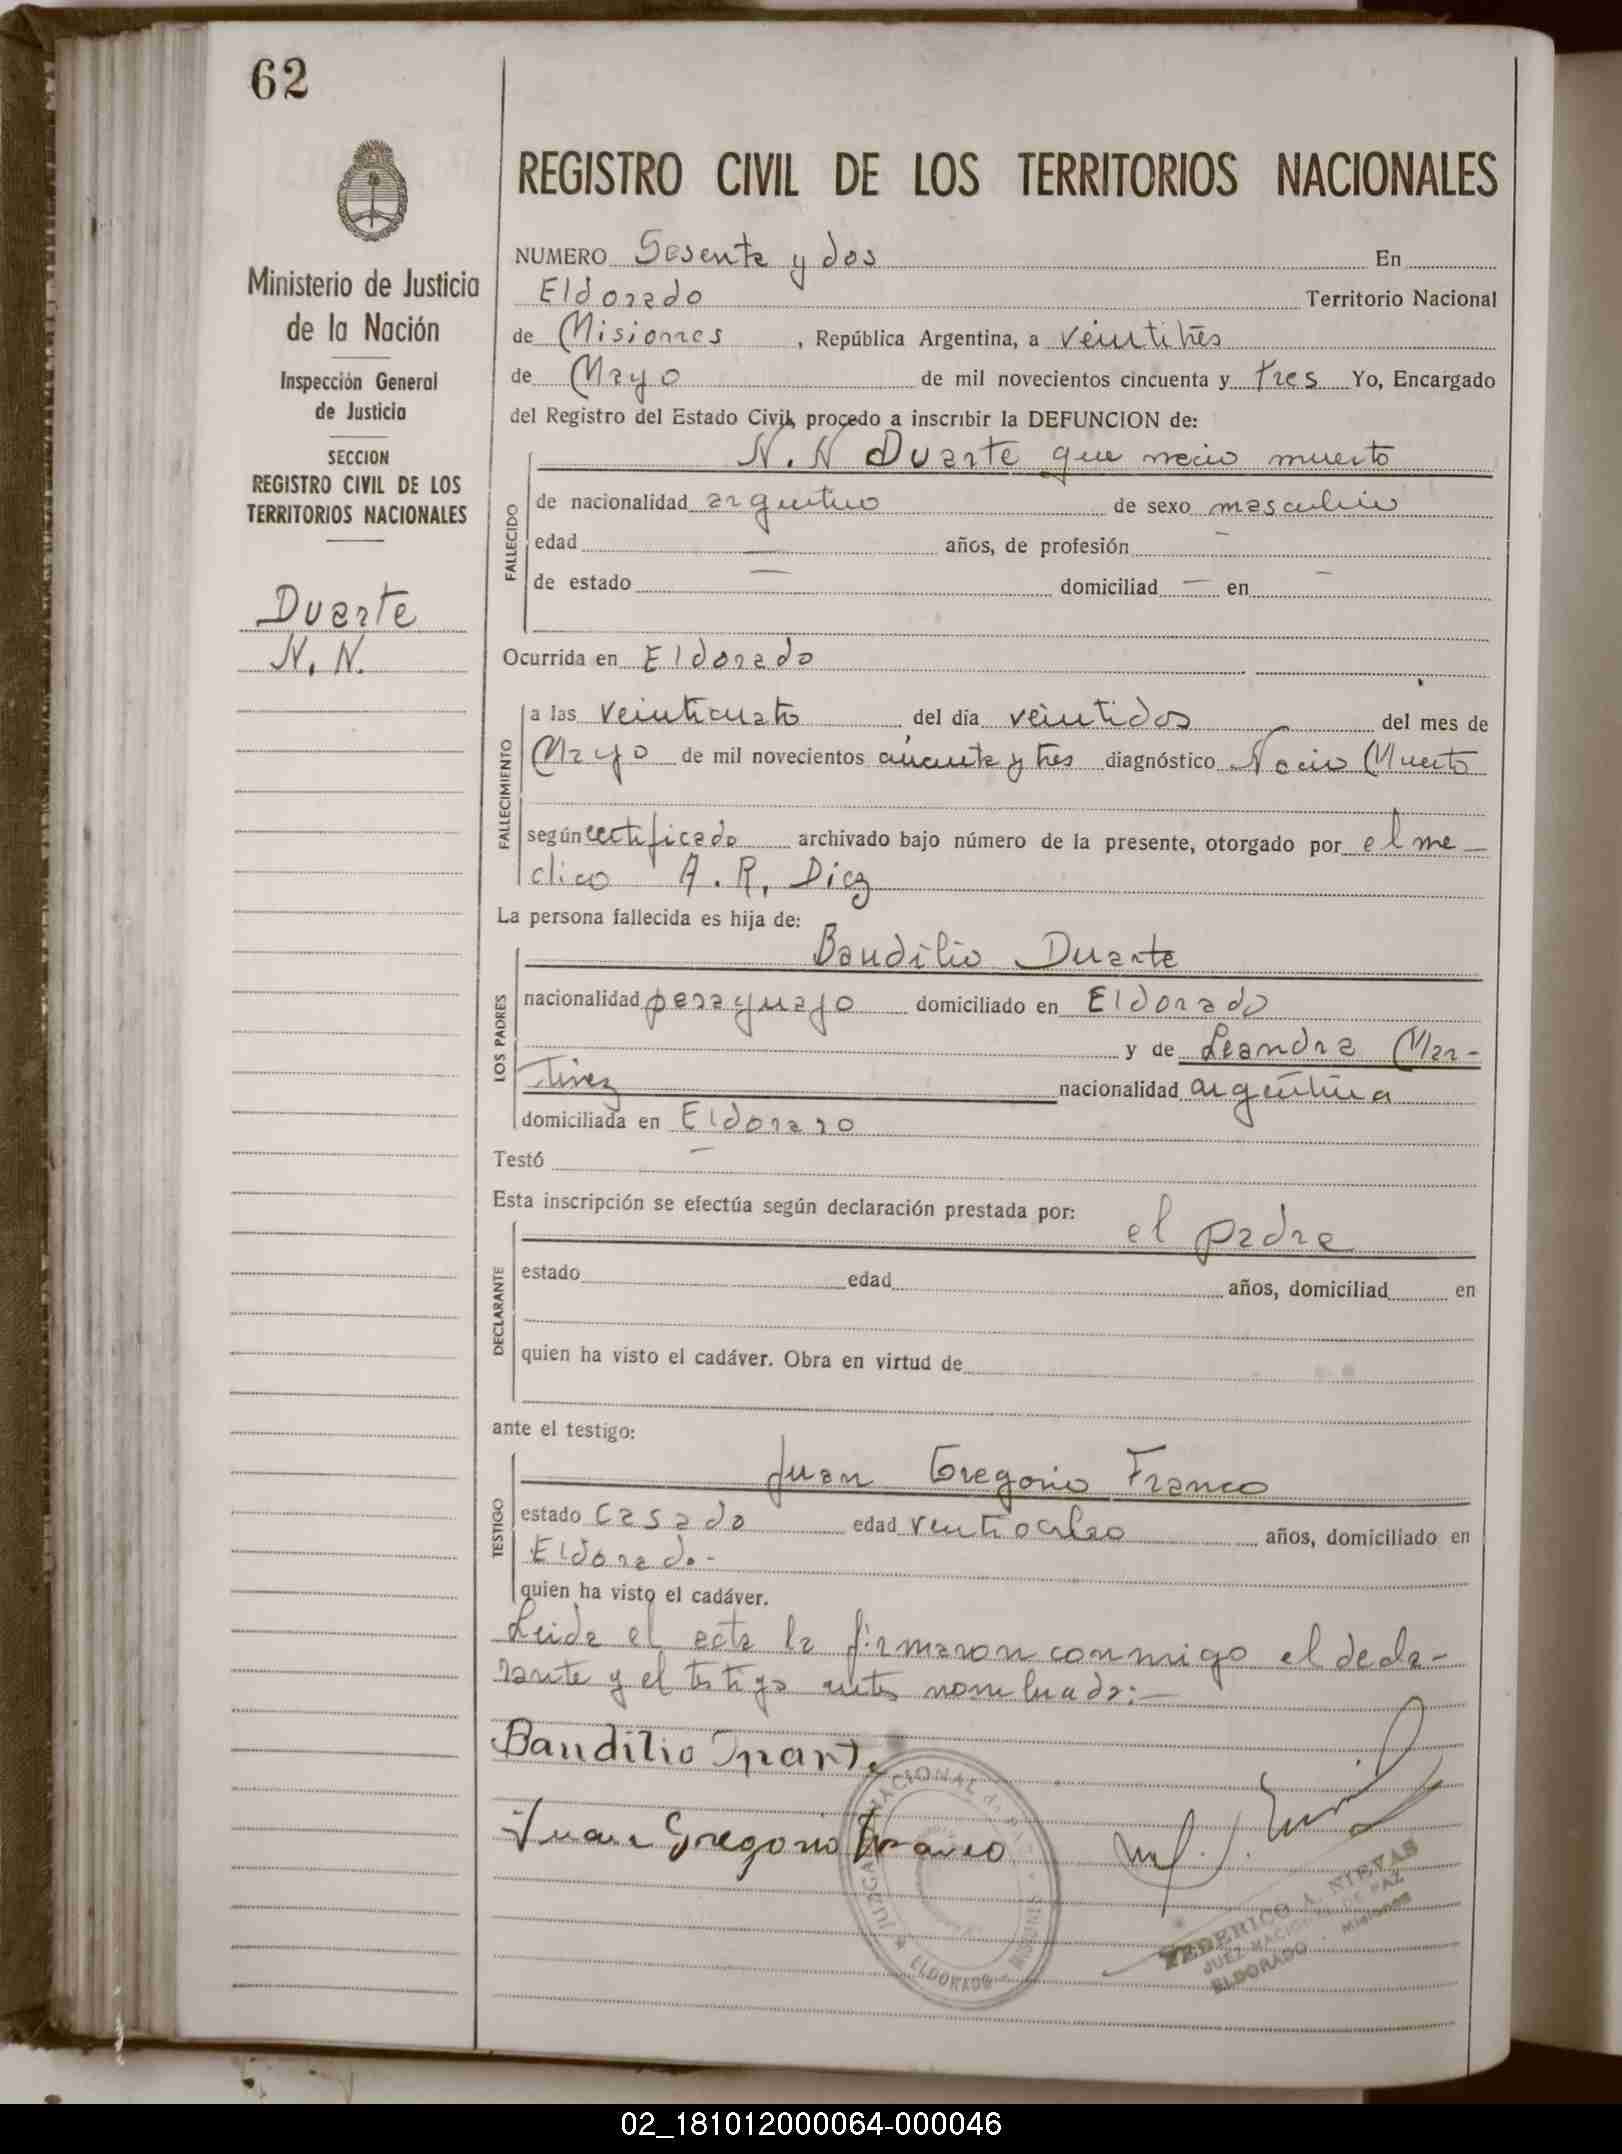 62
Ministerio de Justicia
de la Nación
Inspección General
de Justicia
SECCION
REGISTRO CIVIL DE LOS
TERRITORIOS NACIONALES
Duarte
N. N.
REGISTRO CIVIL DE LOS TERRITORIOS NACIONALES
NUMERO Sesenta y dos En
Eldorado Territorio Nacional
de Misiones, República Argentina, a veintitrés
de Mayo de mil novecientos cincuenta y tres Yo, Encargado
del Registro del Estado Civil, procedo a inscribir la DEFUNCION de:
N. N Duarte que nacio muerto
FALLECIDO
de nacionalidad argentino de sexo masculino
edad — años, de profesión —
de estado — domiciliad — en —
Ocurrida en Eldorado
FALLECIMIENTO
a las veinticuatro del día veintidos del mes de
Mayo de mil novecientos cincuenta y tres diagnóstico Nacio Muerto
según certificado archivado bajo número de la presente, otorgado por el me-
dico A. R. Diez
La persona fallecida es hija de:
Baudilio Duarte
LOS PADRES
nacionalidad paraguayo domiciliado en Eldorado
y de Leandra Mar-
tinez nacionalidad argentina
domiciliada en Eldorado
Testó —
Esta inscripción se efectúa según declaración prestada por:
el padre
DECLARANTE
estado edad años, domiciliad en
quien ha visto el cadáver. Obra en virtud de
ante el testigo:
Juan Gregorio Franco
TESTIGO
estado casado edad ventiocho años, domiciliado en
Eldorado.-
quien ha visto el cadáver.
Leida el acta la firmaron conmigo el decla-
rante y el testigo antes nombrado:—
Baudilio Duarte
Juan Gregorio Franco
NACIONAL de
ELDORADO MISIONES
FEDERICO A. NIEVAS
JUEZ NACIONAL DE PAZ
ELDORADO - Misiones
02_181012000064-000046